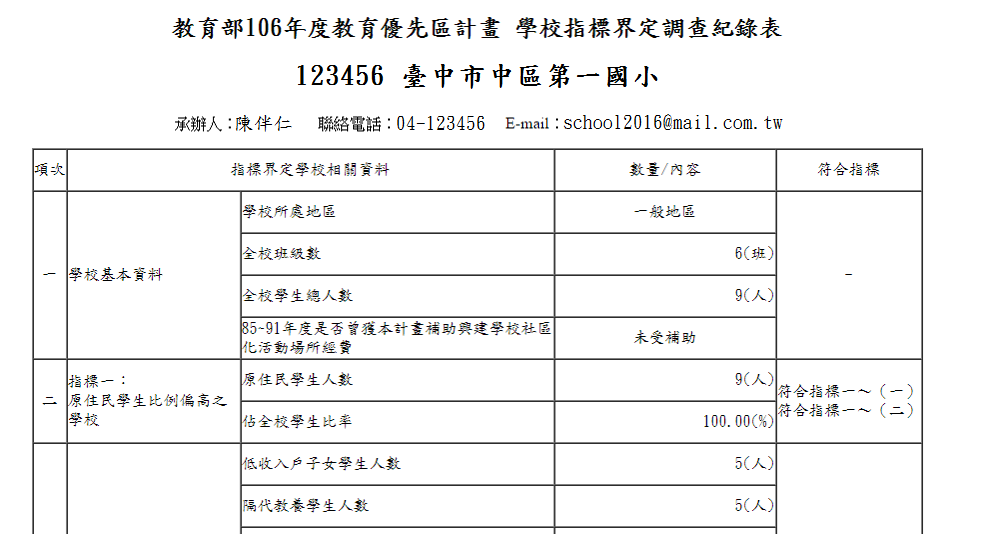 教育部106年度教育優先區計畫 學校指標界定調查紀錄表
123456 臺中市中區第一國小
承辦人：陳伴仁 聯絡電話：04-123456 E-mail：school2016@mail.com.tw
項次 指標界定學校相關資料 數量/內容 符合指標
一 學校基本資料 學校所處地區 一般地區 -
全校班級數 6(班)
全校學生總人數 9(人)
85~91年度是否曾獲本計畫補助興建學校社區
化活動場所經費 未受補助
二 指標一：
原住民學生比例偏高之
學校
原住民學生人數 9(人)
佔全校學生比率 100.00(%)
符合指標一～（一）
符合指標一～（二）
低收入戶子女學生人數 5(人)
隔代教養學生人數 5(人)